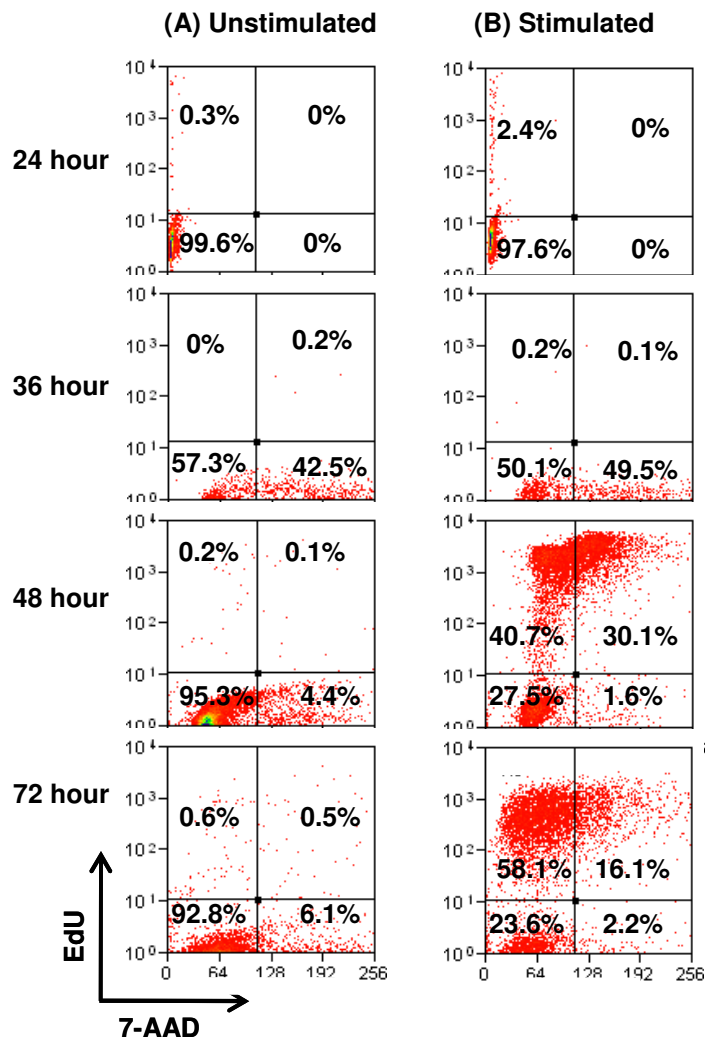 (A) Unstimulated (B) Stimulated
24 hour
10⁴ 0.3% 0% 10⁴ 2.4% 0%
10³ 10³
10² 10²
10¹ 10¹
99.6% 0% 97.6% 0%
10⁰ 10⁰
36 hour
10⁴ 10⁴
0% 0.2% 0.2% 0.1%
10³ 10³
10² 10²
10¹ 10¹
57.3% 42.5% 50.1% 49.5%
10⁰ 10⁰
48 hour
10⁴ 10⁴
0.2% 0.1%
10³ 10³
10² 10²
40.7% 30.1%
10¹ 10¹
95.3% 4.4% 27.5% 1.6%
10⁰ 10⁰
72 hour
10⁴ 10⁴
10³ 10³
0.6% 0.5%
10² 10²
58.1% 16.1%
10¹ 10¹
92.8% 6.1% 23.6% 2.2%
10⁰ 10⁰
0 64 128 192 256 0 64 128 192 256
EdU
7-AAD